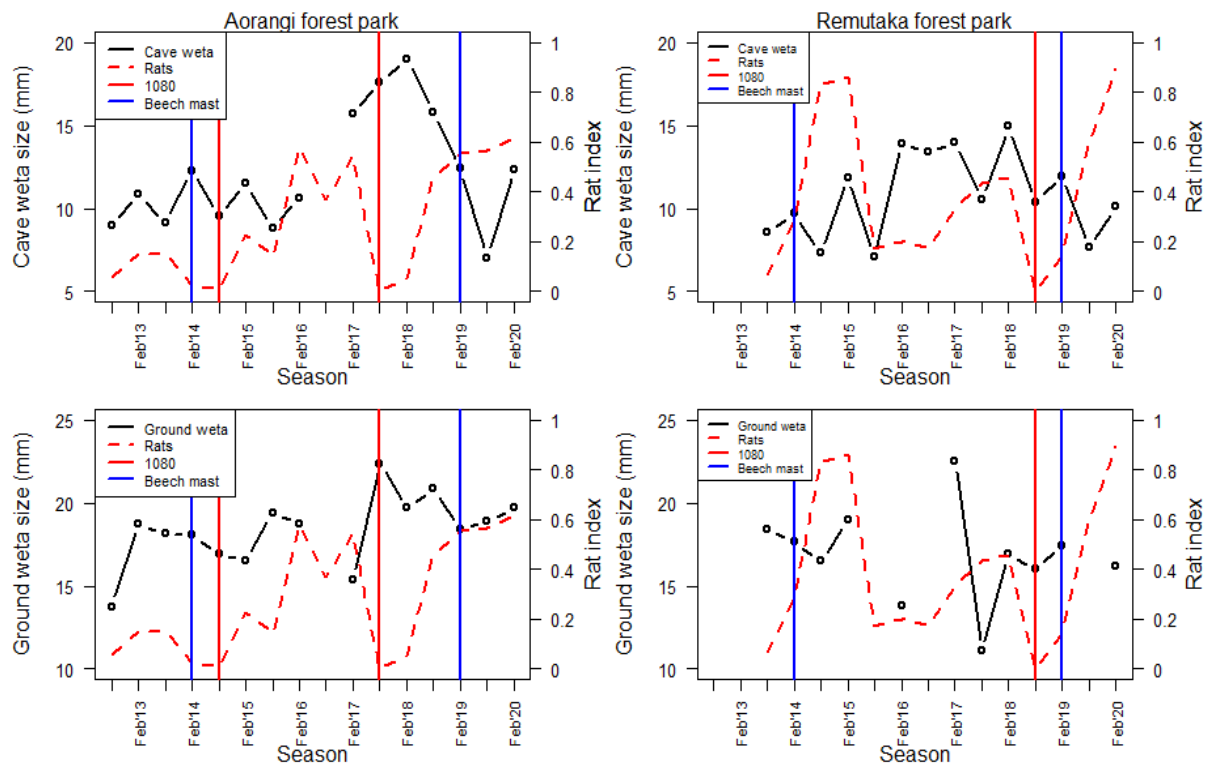 Aorangi forest park
Cave weta size (mm)
20
15
10
5
Cave weta
Rats
1080
Beech mast
1
0.8
0.6
0.4
0.2
0
Rat index
Feb'13
Feb'14
Feb'15
Feb'16
Feb'17
Feb'18
Feb'19
Feb'20
Season
Remutaka forest park
Cave weta size (mm)
20
15
10
5
Cave weta
Rats
1080
Beech mast
1
0.8
0.6
0.4
0.2
0
Rat index
Feb'13
Feb'14
Feb'15
Feb'16
Feb'17
Feb'18
Feb'19
Feb'20
Season
Ground weta size (mm)
25
20
15
10
Ground weta
Rats
1080
Beech mast
1
0.8
0.6
0.4
0.2
0
Rat index
Feb'13
Feb'14
Feb'15
Feb'16
Feb'17
Feb'18
Feb'19
Feb'20
Season
Ground weta size (mm)
25
20
15
10
Ground weta
Rats
1080
Beech mast
1
0.8
0.6
0.4
0.2
0
Rat index
Feb'13
Feb'14
Feb'15
Feb'16
Feb'17
Feb'18
Feb'19
Feb'20
Season